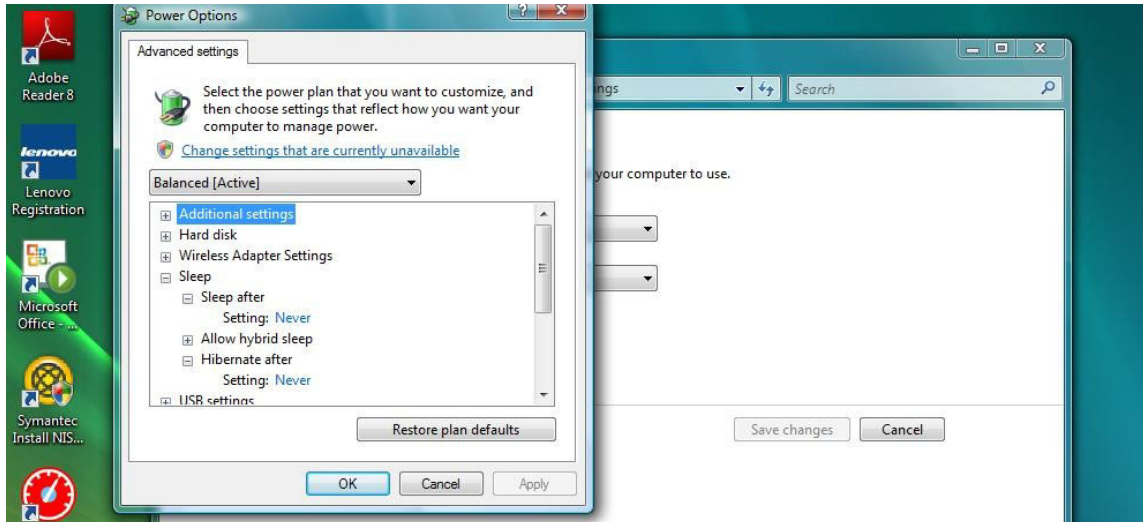 Adobe
Reader 8
lenovo
Lenovo
Registration
Microsoft
Office - ...
Symantec
Install NIS...
Power Options
Advanced settings
Select the power plan that you want to customize, and
then choose settings that reflect how you want your
computer to manage power.
Change settings that are currently unavailable
Balanced [Active]
Additional settings
Hard disk
Wireless Adapter Settings
Sleep
Sleep after
Setting: Never
Allow hybrid sleep
Hibernate after
Setting: Never
USB settings
Restore plan defaults
OK
Cancel
Apply
ngs
Search
your computer to use.
Save changes
Cancel